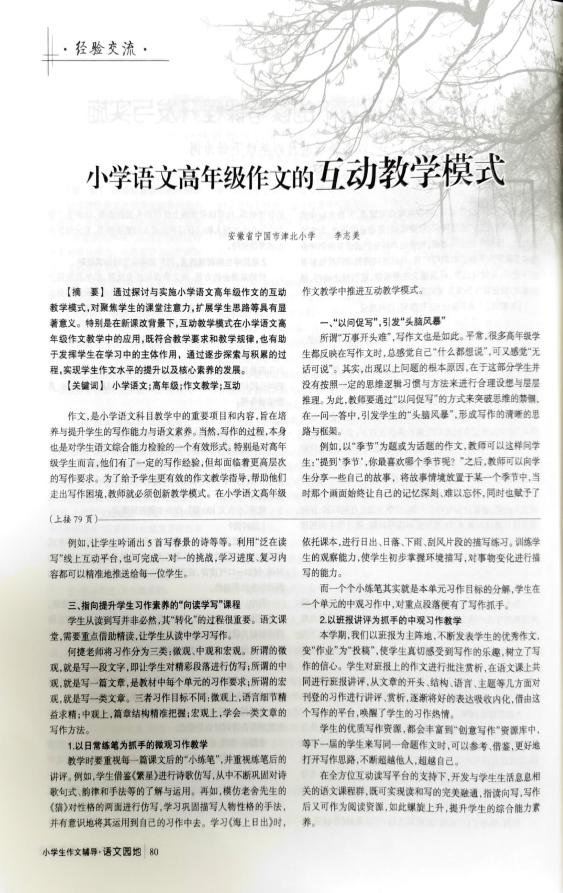 ·经验交流·
小学语文高年级作文的互动教学模式
安徽省宁国市津北小学 李志美
【摘 要】 通过探讨与实施小学语文高年级作文的互动
教学模式,对聚焦学生的课堂注意力,扩展学生思路等具有显
著意义。特别是在新课改背景下,互动教学模式在小学语文高
年级作文教学中的应用,既符合教学要求和教学规律,也有助
于发挥学生在学习中的主体作用,通过逐步探索与积累的过
程,实现学生作文水平的提升以及核心素养的发展。
【关键词】 小学语文;高年级;作文教学;互动
作文,是小学语文科目教学中的重要项目和内容,旨在培
养与提升学生的写作能力与语文素养。当然,写作的过程,本身
也是对学生语文综合能力检验的一个有效形式。特别是对高年
级学生而言,他们有了一定的写作经验,但却面临着更高层次
的写作要求。为了给予学生更有效的作文教学指导,帮助他们
走出写作困境,教师就必须创新教学模式。在小学语文高年级
作文教学中推进互动教学模式。
一、“以问促写”,引发“头脑风暴”
所谓“万事开头难”,写作文也是如此。平常,很多高年级学
生都反映在写作文时,总感觉自己“什么都想说”,可又感觉“无
话可说”。其实,出现以上问题的根本原因,在于这部分学生并
没有按照一定的思维逻辑习惯与方法来进行合理设想与层层
推理。为此,教师要通过“以问促写”的方式来突破思维的禁锢,
在一问一答中,引发学生的“头脑风暴”,形成写作的清晰的思
路与框架。
例如,以“季节”为题或为话题的作文,教师可以这样问学
生:“提到‘季节’,你最喜欢哪个季节呢？”之后,教师可以向学
生分享一些自己的故事，将故事情境放置于某一个季节中,当
时那个画面始终让自己的记忆深刻、难以忘怀,同时也赋予了
(上接 79 页)
例如,让学生吟诵出 5 首写春景的诗等等。利用“泛在读
写”线上互动平台,也可完成一对一的挑战,学习进度、复习内
容都可以精准地推送给每一位学生。
三、指向提升学生习作素养的“向读学写”课程
学生从读到写并非必然,其“转化”的过程很重要。语文课
堂,需要重点借助精读,让学生从读中学习写作。
何捷老师将习作分为三类:微观、中观和宏观。所谓的微
观,就是写一段文字,即让学生对精彩段落进行仿写;所谓的中
观,就是写一篇文章,是教材中每个单元的习作要求;所谓的宏
观,就是写一类文章。三者习作目标不同:微观上,语言细节精
益求精;中观上,篇章结构精准把握;宏观上,学会一类文章的
写作方法。
1.以日常练笔为抓手的微观习作教学
教学时要重视每一篇课文后的“小练笔”,并重视练笔后的
讲评。例如,学生借鉴《繁星》进行诗歌仿写,从中不断巩固对诗
歌句式、韵律和手法等的了解与运用。再如,模仿老舍先生的
《猫》对性格的两面进行仿写,学习巩固描写人物性格的手法,
并有意识地将其运用到自己的习作中去。学习《海上日出》时,
依托课本,进行日出、日落、下雨、刮风片段的描写练习。训练学
生的观察能力,使学生初步掌握环境描写,对事物变化进行描
写的能力。
而一个个小练笔其实就是本单元习作目标的分解,学生在
一个单元的中观习作中,对重点段落便有了写作抓手。
2.以班报讲评为抓手的中观习作教学
本学期,我们以班报为主阵地,不断发表学生的优秀作文,
变“作业”为“投稿”,使学生真切感受到写作的乐趣,树立了写
作的信心。学生对班报上的作文进行批注赏析,在语文课上共
同进行班报讲评,从文章的开头、结构、语言、主题等几方面对
刊登的习作进行讲评、赏析,逐渐将好的表达吸收内化,借由这
个写作的平台,唤醒了学生的习作热情。
学生的优质写作资源,都会丰富到“创意写作”资源库中,
等下一届的学生来写同一命题作文时,可以参考、借鉴,更好地
打开写作思路,不断超越他人,超越自己。
在全方位互动读写平台的支持下,开发与学生生活息息相
关的语文课程群,既可实现读和写的完美融通,指读向写,写作
后又可作为阅读资源,如此螺旋上升,提升学生的综合能力素
养。
小学生作文辅导·语文园地 80